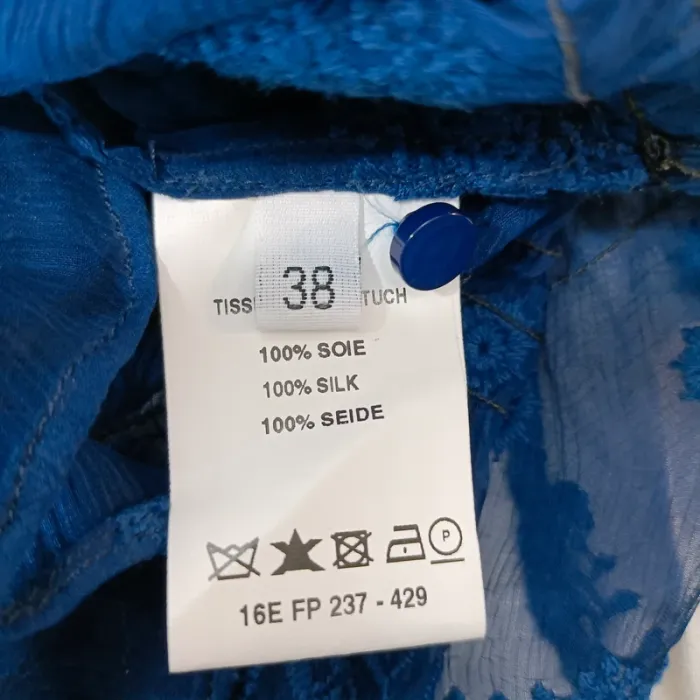 38
TISS TUCH
100% SOIE
100% SILK
100% SEIDE
P
16E FP 237 - 429